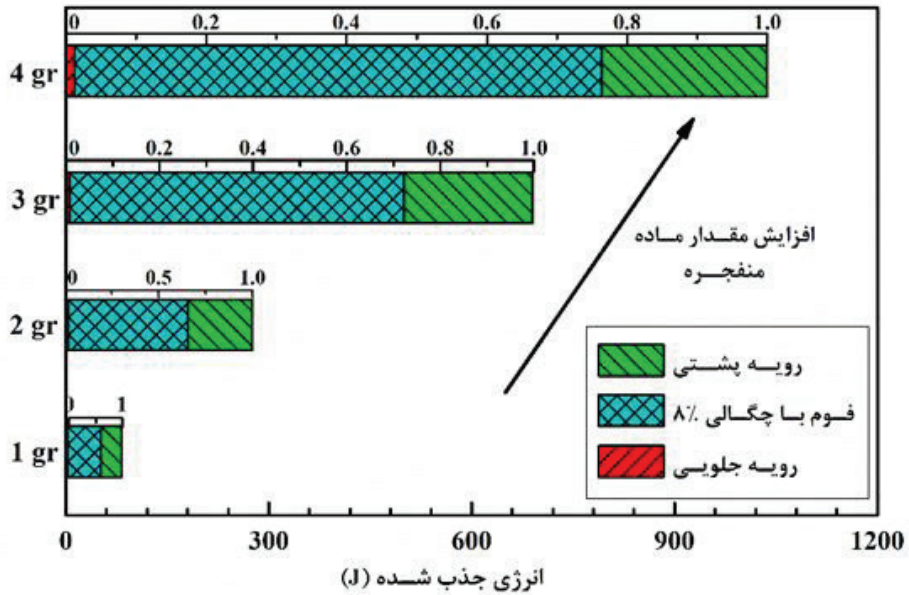 0 0.2 0.4 0.6 0.8 1.0
4 gr
0 0.2 0.4 0.6 0.8 1.0
3 gr
افزایش مقدار ماده
منفجره
0 0.5 1.0
2 gr
رویه پشتی
فوم با چگالی ۸٪
رویه جلویی
0 1
1 gr
0 300 600 900 1200
انرژی جذب شده (J)